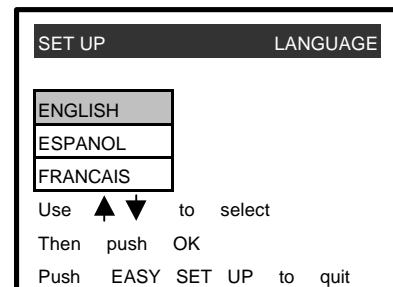 SET UP LANGUAGE
ENGLISH
ESPANOL
FRANCAIS
Use to select
Then push OK
Push EASY SET UP to quit